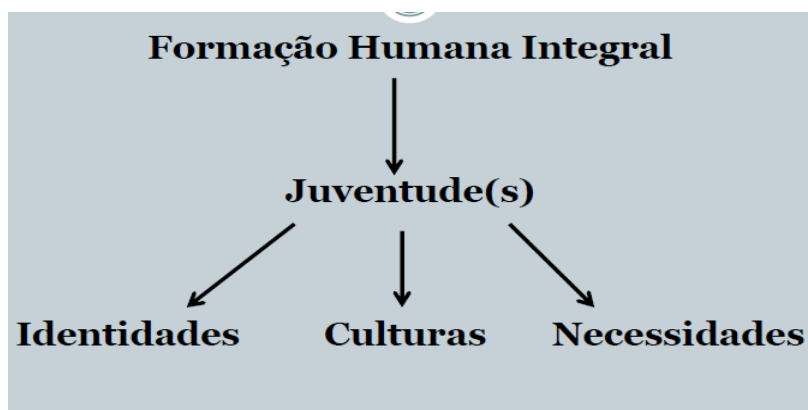 Formação Humana Integral
Juventude(s)
Identidades Culturas Necessidades